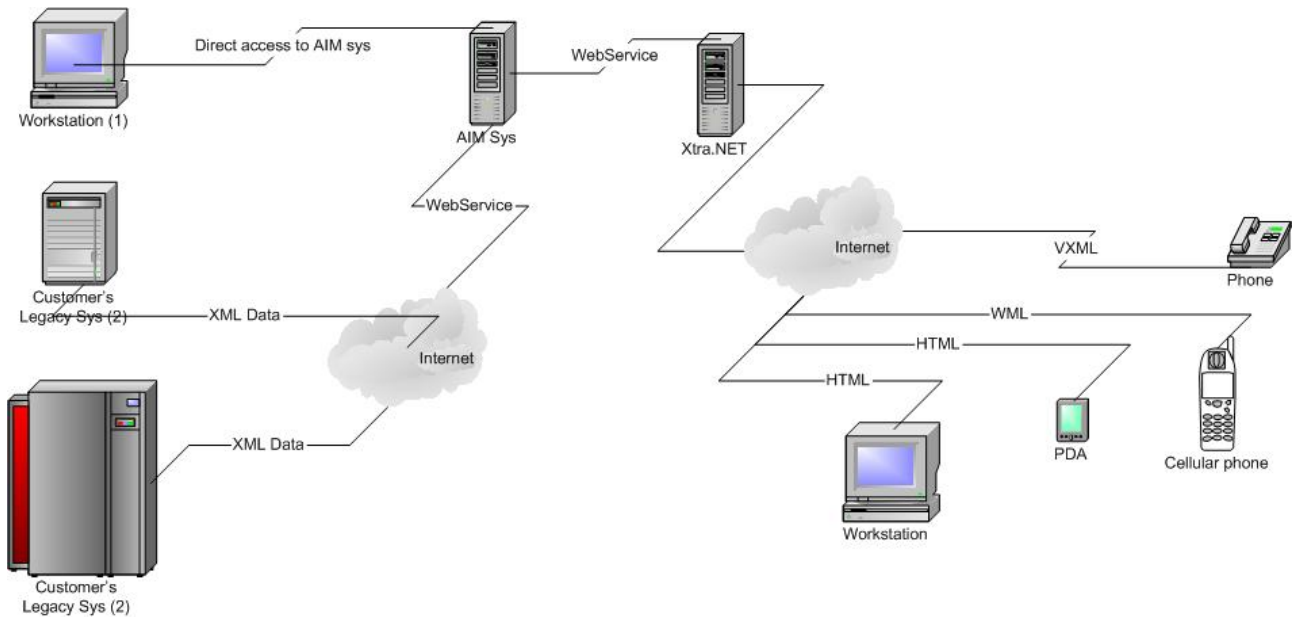 Direct access to AIM sys
WebService
Workstation (1)
AIM Sys
Xtra.NET
WebService
Internet
VXML
Phone
Customer's
Legacy Sys (2)
XML Data
WML
Internet
HTML
HTML
XML Data
PDA
Cellular phone
Workstation
Customer's
Legacy Sys (2)